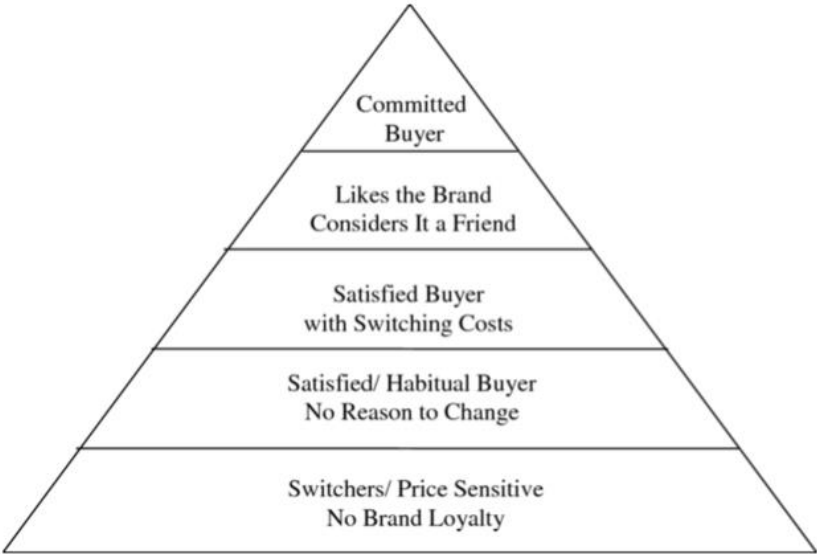 Committed
Buyer
Likes the Brand
Considers It a Friend
Satisfied Buyer
with Switching Costs
Satisfied/ Habitual Buyer
No Reason to Change
Switchers/ Price Sensitive
No Brand Loyalty